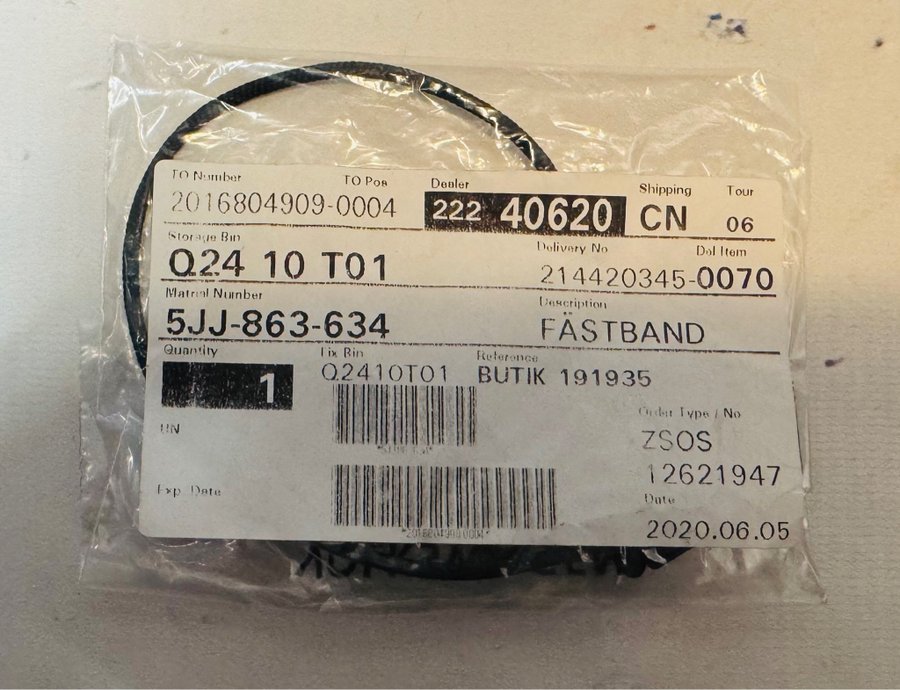 TO Number TO Pos Dealer Shipping Tour
2016804909-0004 222 40620 CN 06
Storage Bin Delivery No Del Item
Q24 10 T01 214420345-0070
Matrial Number Description
5JJ-863-634 FÄSTBAND
Quantity Fix Bin Reference
1 Q2410T01 BUTIK 191935
Order Type / No
UN ZSOS
12621947
Exp. Date Date
*20168049090004* 2020.06.05